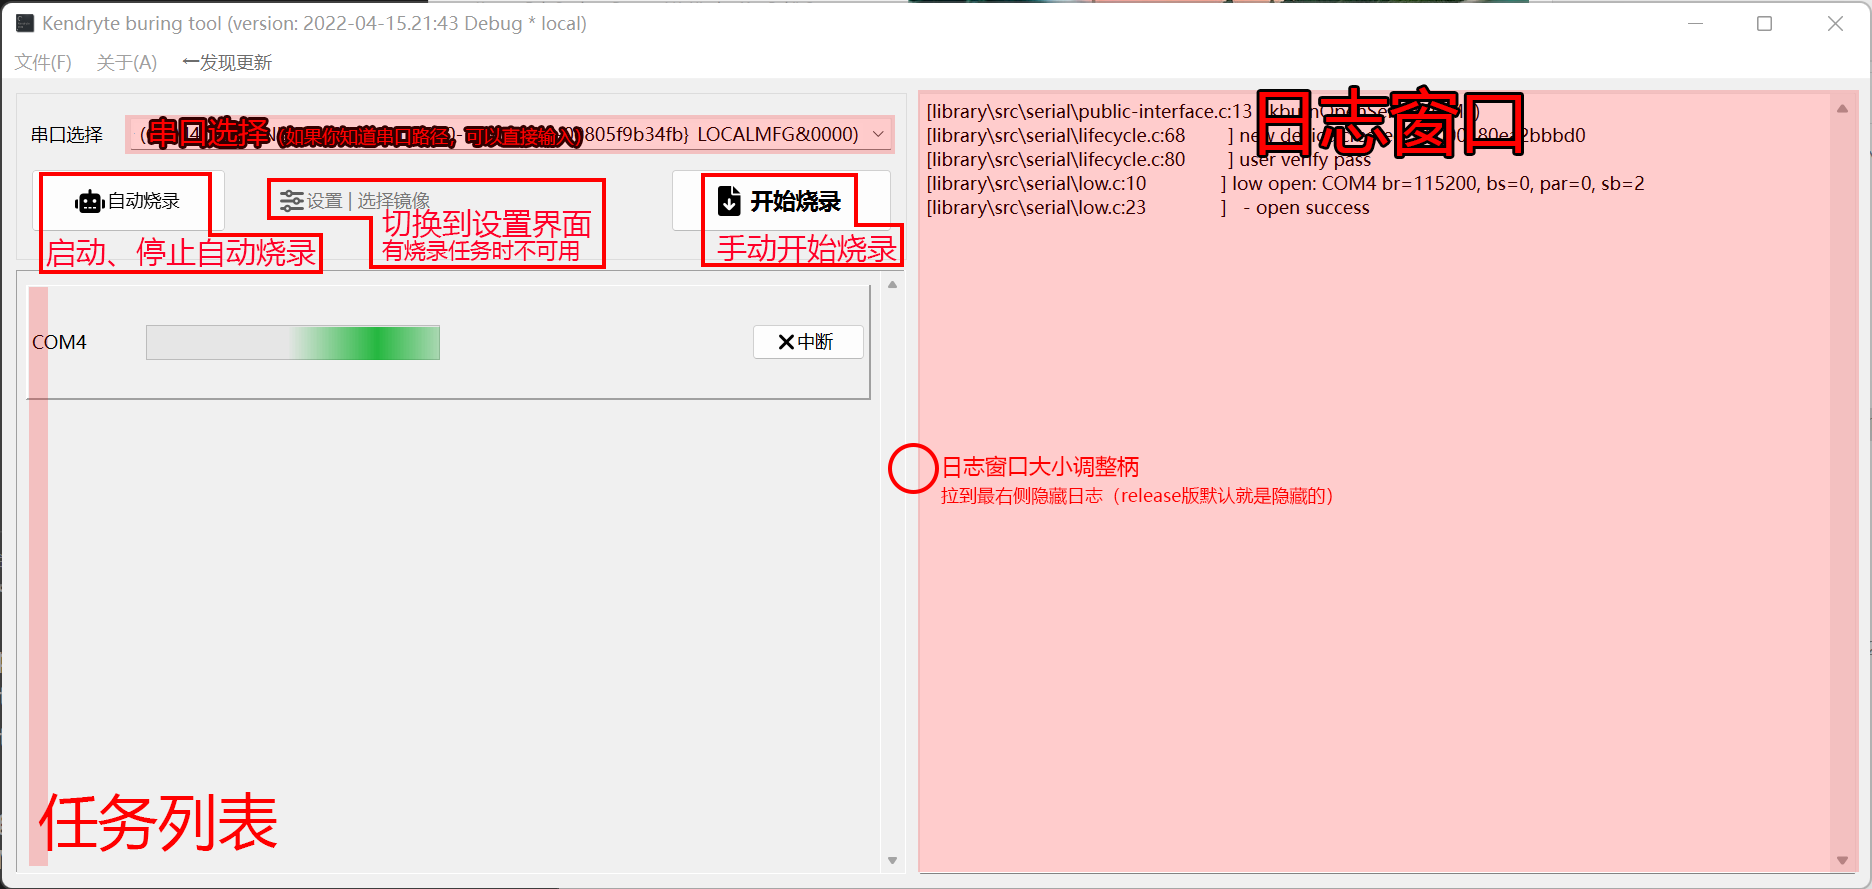 Kendryte buring tool (version: 2022-04-15.21:43 Debug * local)
文件(F) 关于(A) ←发现更新
串口选择
串口选择 (如果你知道串口路径，可以直接输入) 805f9b34fb}_LOCALMFG&0000)
自动烧录
设置 | 选择镜像
开始烧录
启动、停止自动烧录
切换到设置界面
有烧录任务时不可用
手动开始烧录
COM4
中断
任务列表
日志窗口
[library\src\serial\public-interface.c:13
[library\src\serial\lifecycle.c:68 ] new
[library\src\serial\lifecycle.c:80 ] user verify pass
[library\src\serial\low.c:10 ] low open: COM4 br=115200, bs=0, par=0, sb=2
[library\src\serial\low.c:23 ] - open success
日志窗口大小调整柄
拉到最右侧隐藏日志（release版默认就是隐藏的）